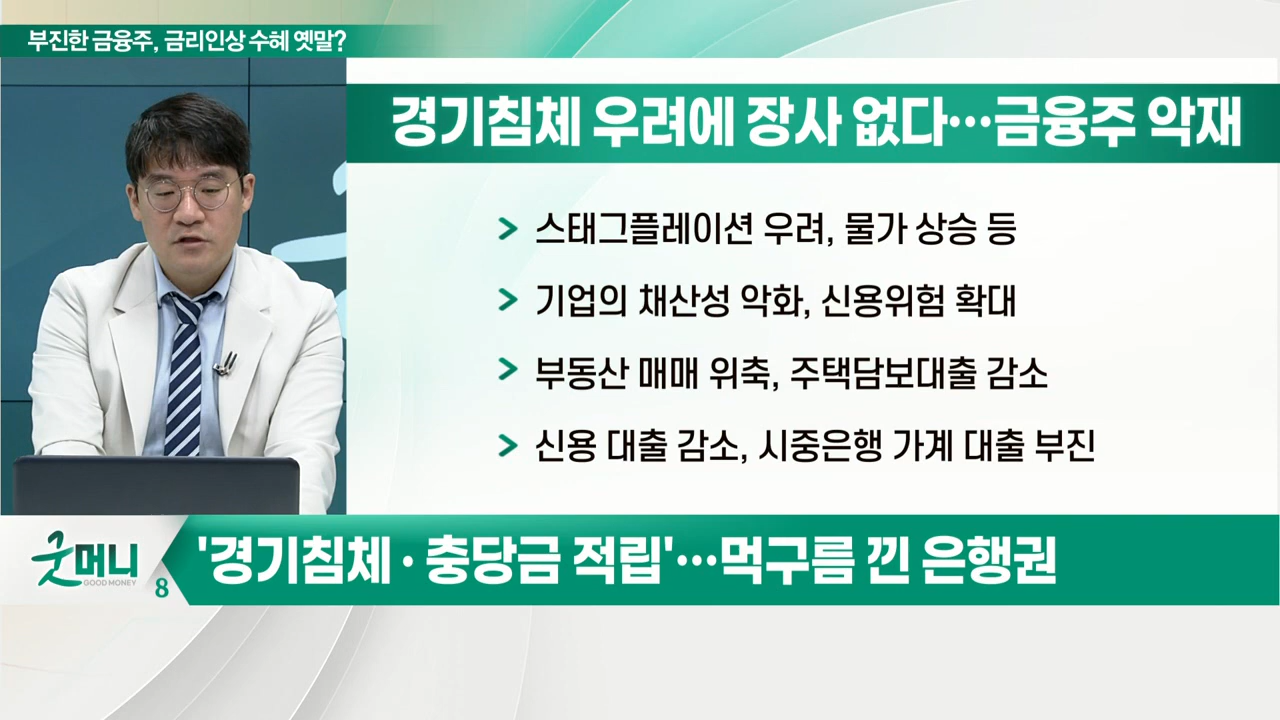 부진한 금융주, 금리인상 수혜 옛말?
경기침체 우려에 장사 없다…금융주 악재
> 스태그플레이션 우려, 물가 상승 등
> 기업의 채산성 악화, 신용위험 확대
> 부동산 매매 위축, 주택담보대출 감소
> 신용 대출 감소, 시중은행 가계 대출 부진
굿머니
GOOD MONEY
8
'경기침체·충당금 적립'…먹구름 낀 은행권